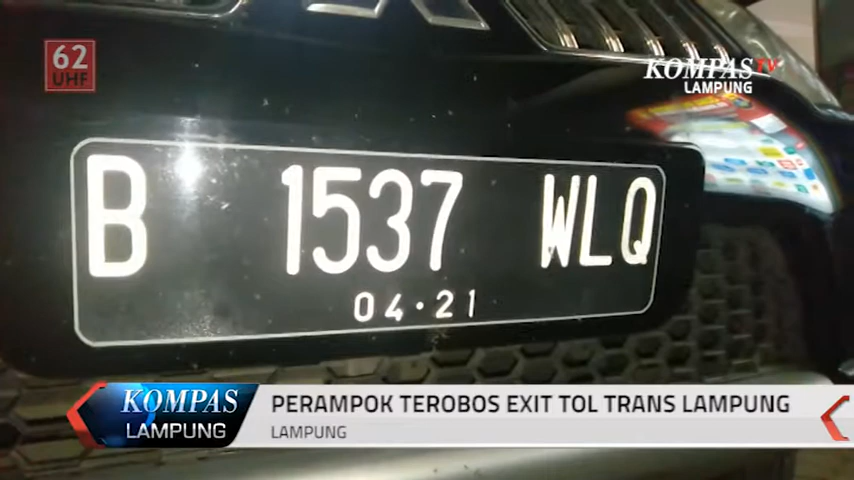 62
UHF
KOMPAS TV
LAMPUNG
B 1537 WLQ
04·21
KOMPAS
LAMPUNG
PERAMPOK TEROBOS EXIT TOL TRANS LAMPUNG
LAMPUNG